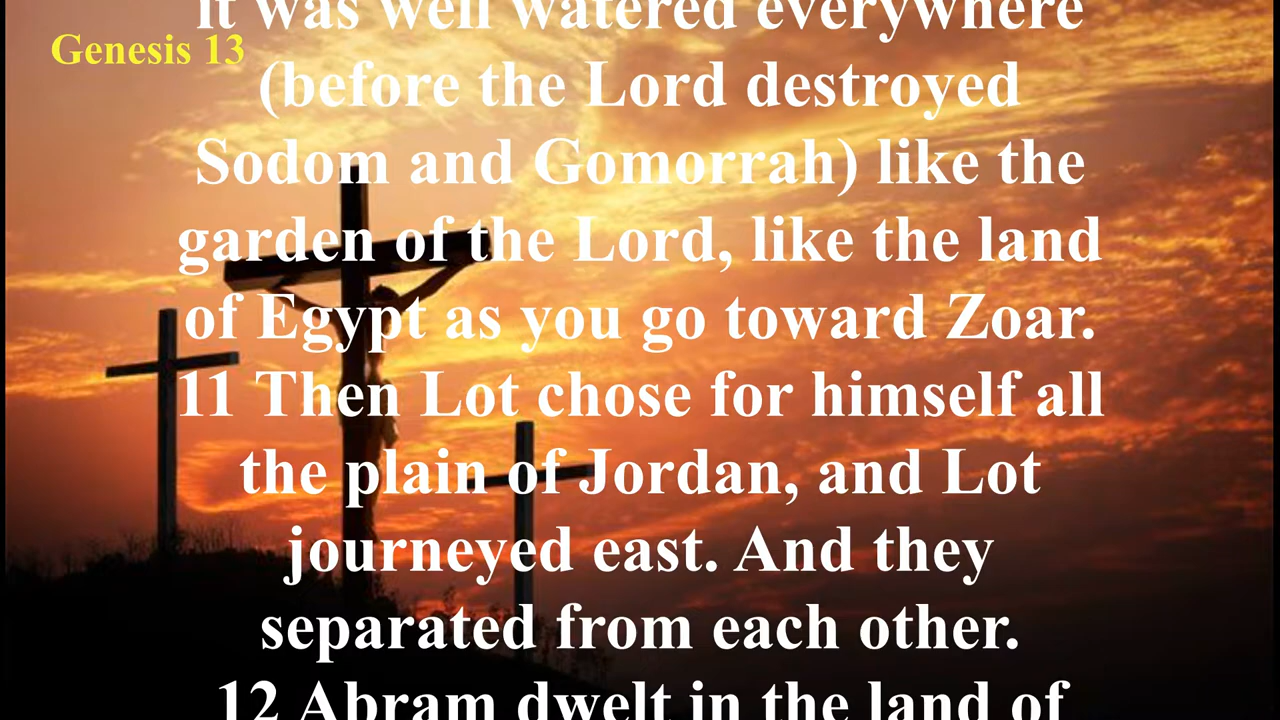 it was well watered everywhere
Genesis 13
(before the Lord destroyed
Sodom and Gomorrah) like the
garden of the Lord, like the land
of Egypt as you go toward Zoar.
11 Then Lot chose for himself all
the plain of Jordan, and Lot
journeyed east. And they
separated from each other.
12 Abram dwelt in the land of